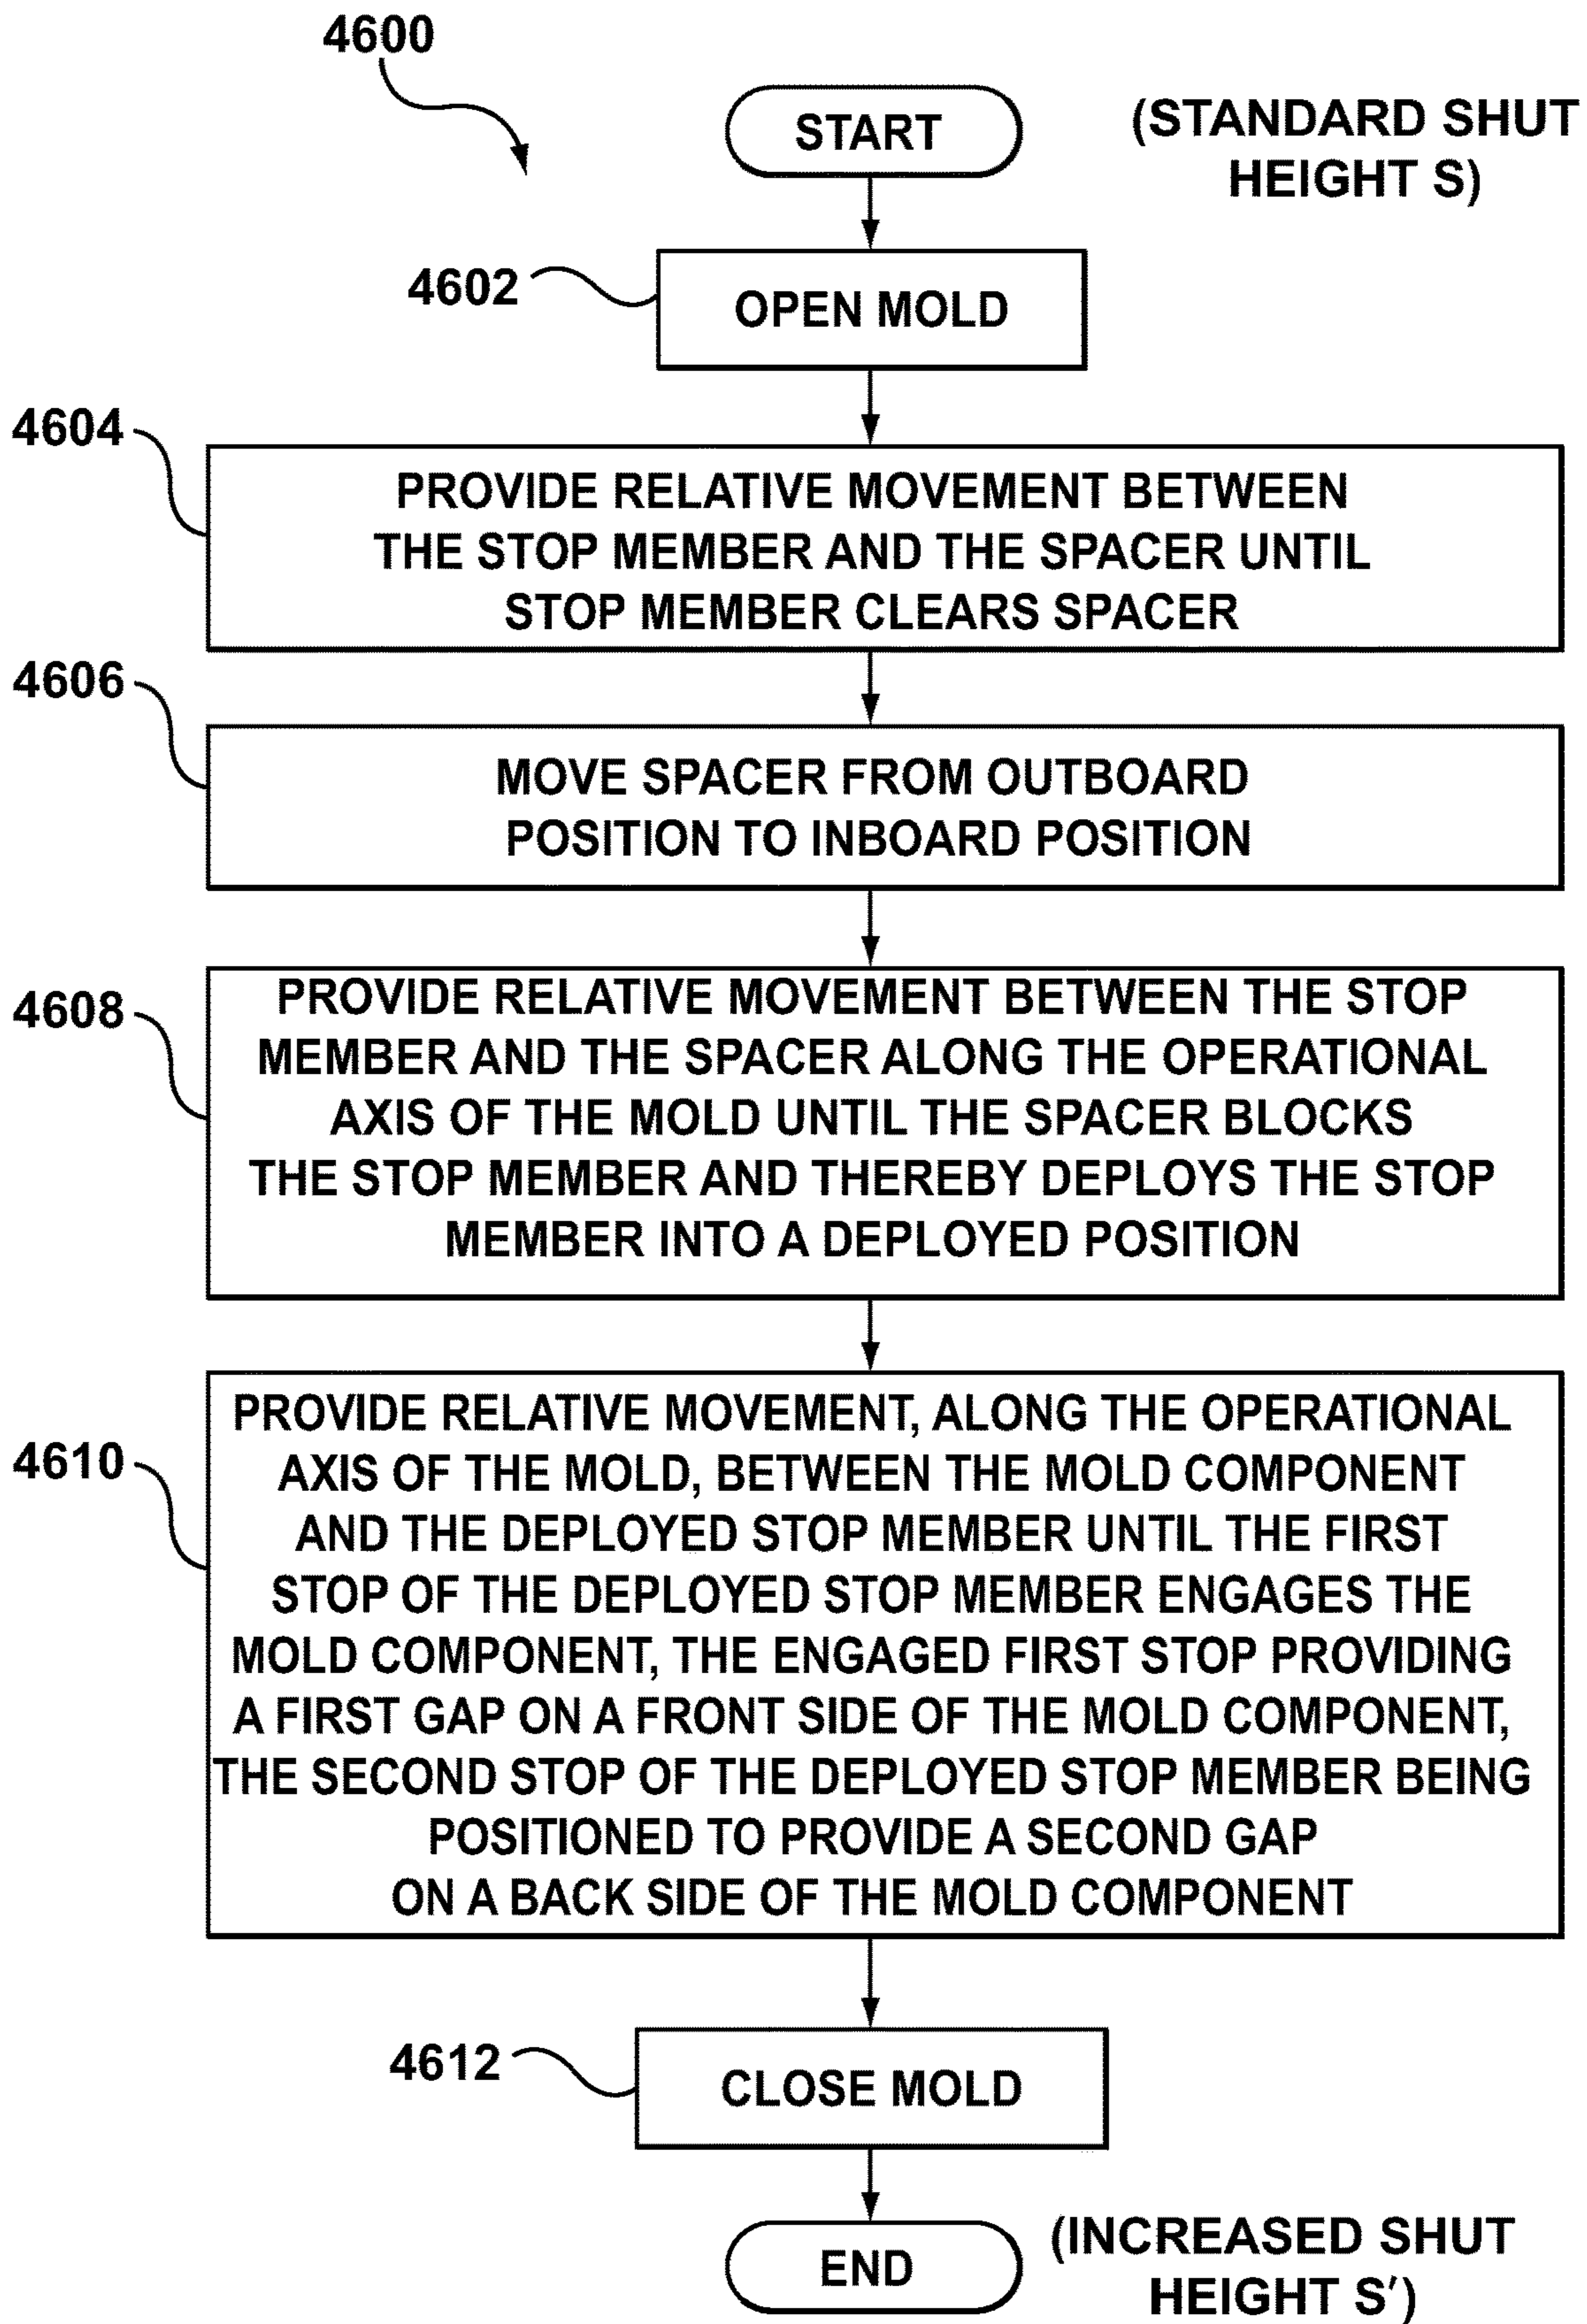 4600
START
(STANDARD SHUT
HEIGHT S)
4602
OPEN MOLD
4604
PROVIDE RELATIVE MOVEMENT BETWEEN
THE STOP MEMBER AND THE SPACER UNTIL
STOP MEMBER CLEARS SPACER
4606
MOVE SPACER FROM OUTBOARD
POSITION TO INBOARD POSITION
4608
PROVIDE RELATIVE MOVEMENT BETWEEN THE STOP
MEMBER AND THE SPACER ALONG THE OPERATIONAL
AXIS OF THE MOLD UNTIL THE SPACER BLOCKS
THE STOP MEMBER AND THEREBY DEPLOYS THE STOP
MEMBER INTO A DEPLOYED POSITION
4610
PROVIDE RELATIVE MOVEMENT, ALONG THE OPERATIONAL
AXIS OF THE MOLD, BETWEEN THE MOLD COMPONENT
AND THE DEPLOYED STOP MEMBER UNTIL THE FIRST
STOP OF THE DEPLOYED STOP MEMBER ENGAGES THE
MOLD COMPONENT, THE ENGAGED FIRST STOP PROVIDING
A FIRST GAP ON A FRONT SIDE OF THE MOLD COMPONENT,
THE SECOND STOP OF THE DEPLOYED STOP MEMBER BEING
POSITIONED TO PROVIDE A SECOND GAP
ON A BACK SIDE OF THE MOLD COMPONENT
4612
CLOSE MOLD
END
(INCREASED SHUT
HEIGHT S′)